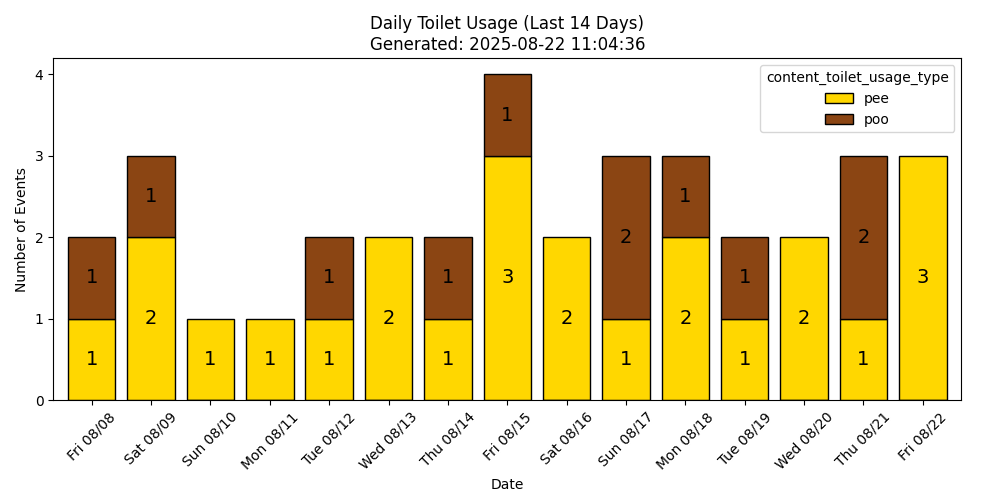 Daily Toilet Usage (Last 14 Days)
Generated: 2025-08-22 11:04:36
content_toilet_usage_type
pee
poo
Number of Events
4
3
2
1
0
1
1
1
2
1
1
1
1
2
1
1
1
3
2
2
1
1
2
1
1
2
2
1
3
Fri 08/08
Sat 08/09
Sun 08/10
Mon 08/11
Tue 08/12
Wed 08/13
Thu 08/14
Fri 08/15
Sat 08/16
Sun 08/17
Mon 08/18
Tue 08/19
Wed 08/20
Thu 08/21
Fri 08/22
Date